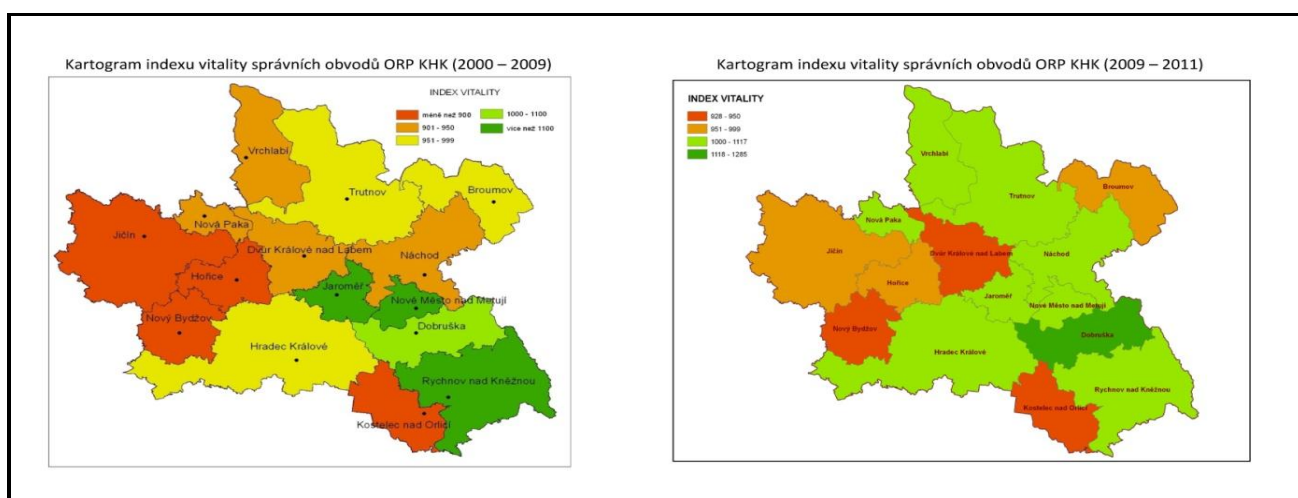 Kartogram indexu vitality správních obvodů ORP KHK (2000 – 2009)
INDEX VITALITY
méně než 900
901 - 950
951 - 999
1000 - 1100
více než 1100
Vrchlabí
Trutnov
Broumov
Nová Paka
Jičín
Dvůr Králové nad Labem
Náchod
Hořice
Jaroměř
Nové Město nad Metují
Nový Bydžov
Dobruška
Hradec Králové
Rychnov nad Kněžnou
Kostelec nad Orlicí
Kartogram indexu vitality správních obvodů ORP KHK (2009 – 2011)
INDEX VITALITY
928 - 950
951 - 999
1000 - 1117
1118 - 1285
Vrchlabí
Broumov
Trutnov
Nová Paka
Jičín
Dvůr Králové nad Labem
Náchod
Hořice
Jaroměř
Nové Město nad Metují
Nový Bydžov
Dobruška
Hradec Králové
Rychnov nad Kněžnou
Kostelec nad Orlicí